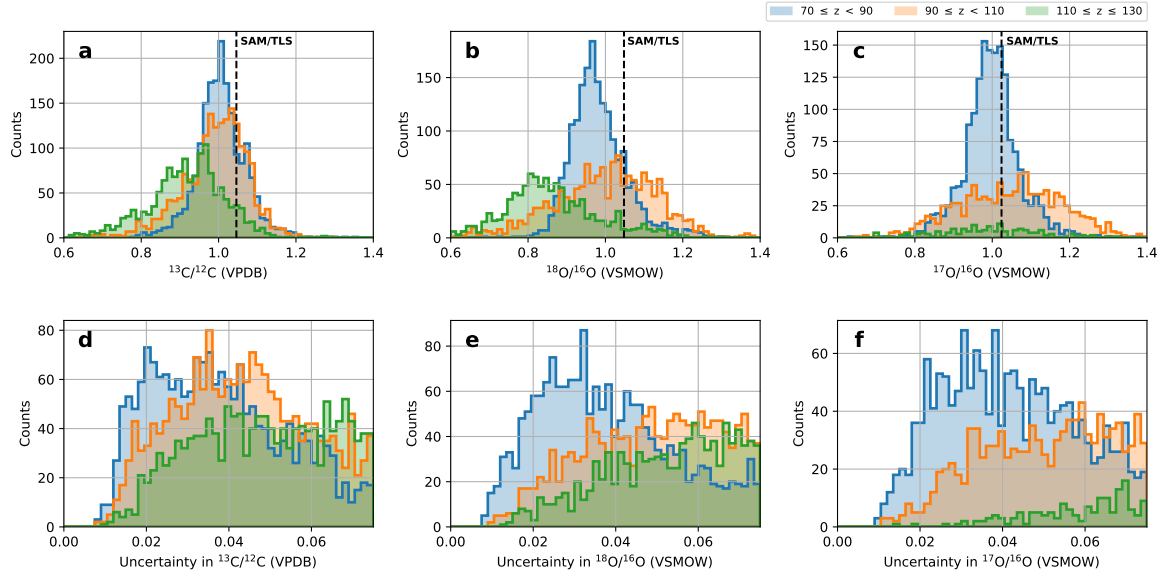 70 ≤ z < 90 90 ≤ z < 110 110 ≤ z ≤ 130
a SAM/TLS
b SAM/TLS
c SAM/TLS
Counts
0 50 100 150 200
0.6 0.8 1.0 1.2 1.4
¹³C/¹²C (VPDB)
Counts
0 50 100 150
0.6 0.8 1.0 1.2 1.4
¹⁸O/¹⁶O (VSMOW)
Counts
0 25 50 75 100 125 150
0.6 0.8 1.0 1.2 1.4
¹⁷O/¹⁶O (VSMOW)
d
Counts
0 20 40 60 80
0.00 0.02 0.04 0.06
Uncertainty in ¹³C/¹²C (VPDB)
e
Counts
0 20 40 60 80
0.00 0.02 0.04 0.06
Uncertainty in ¹⁸O/¹⁶O (VSMOW)
f
Counts
0 20 40 60
0.00 0.02 0.04 0.06
Uncertainty in ¹⁷O/¹⁶O (VSMOW)